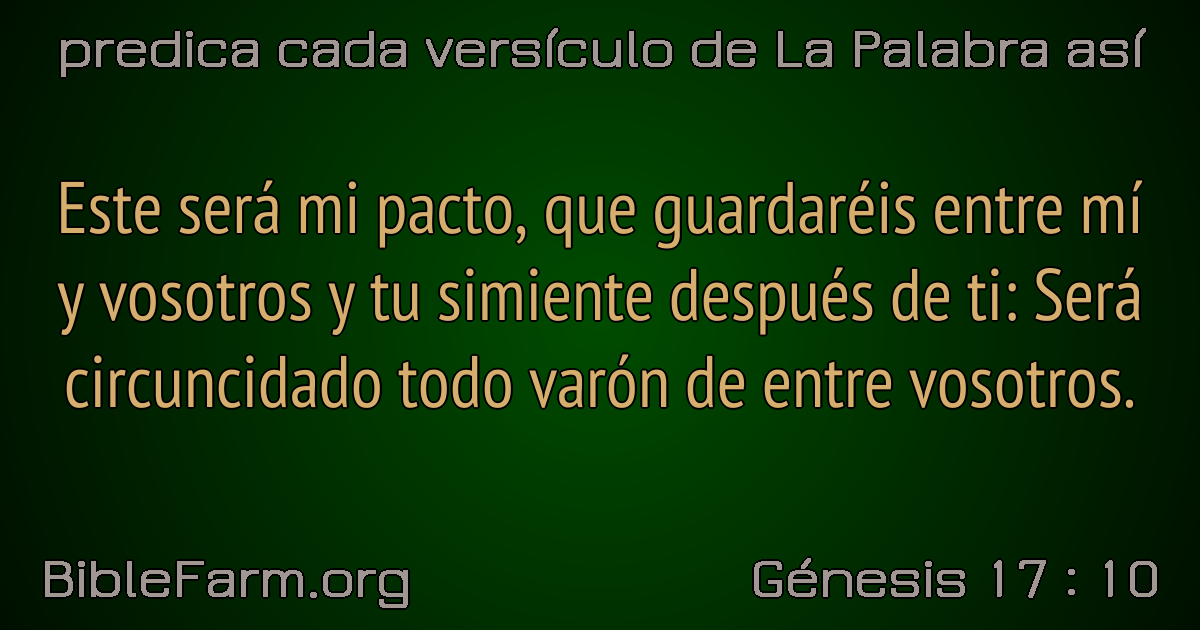 predica cada versículo de La Palabra así
Este será mi pacto, que guardaréis entre mí
y vosotros y tu simiente después de ti: Será
circuncidado todo varón de entre vosotros.
BibleFarm.org
Génesis 17 : 10